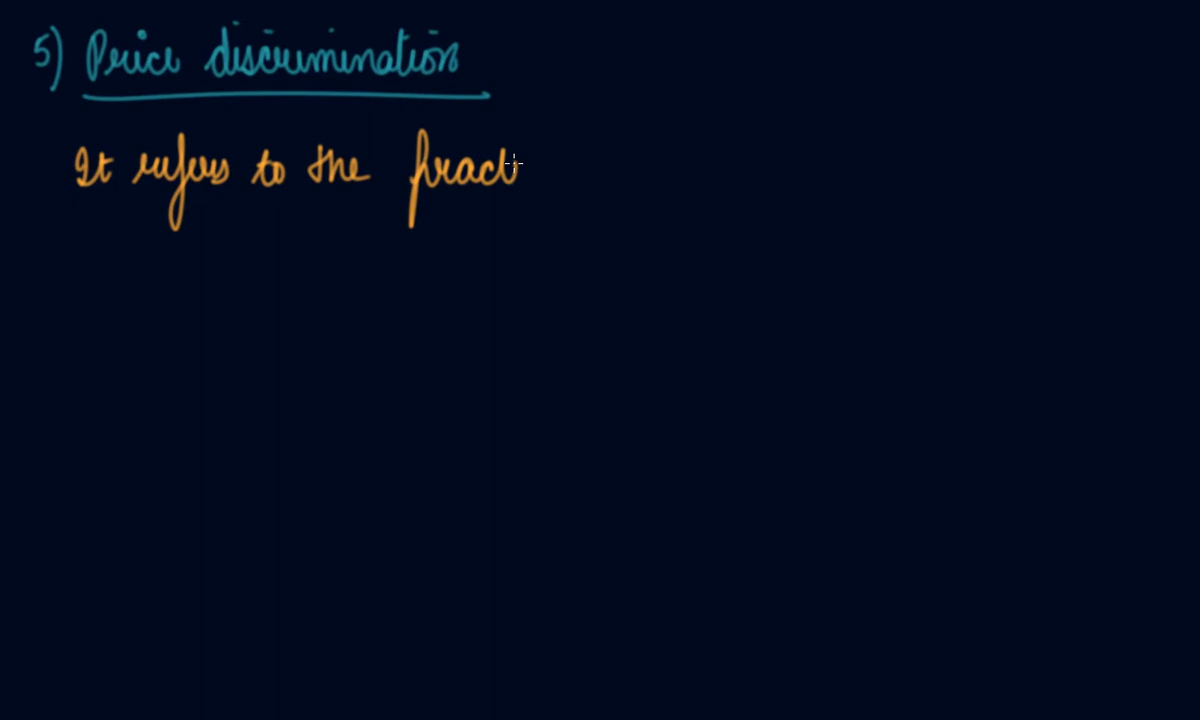 5) Price discrimination
It refers to the pract